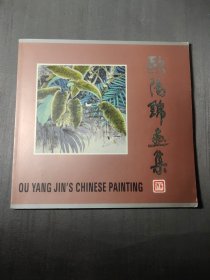 歐陽錦畫集
OU YANG JIN'S CHINESE PAINTING